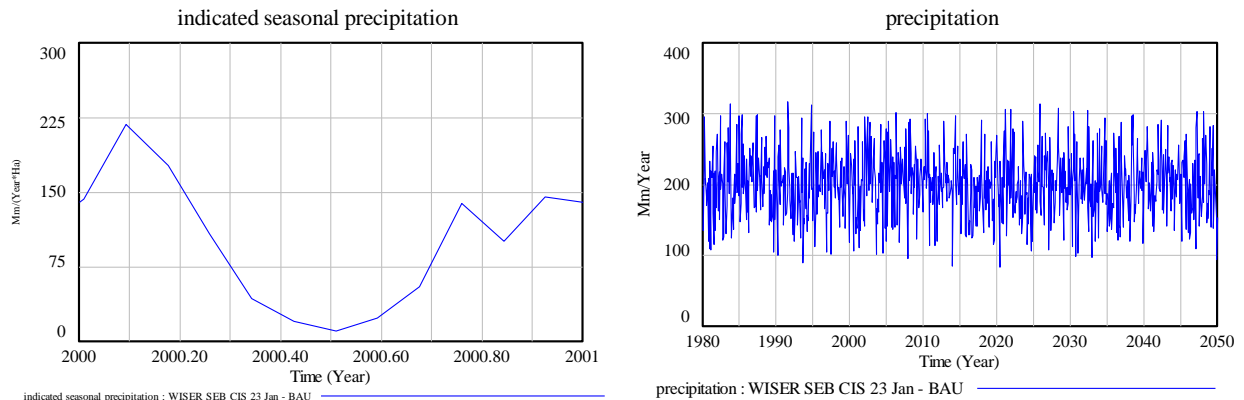 indicated seasonal precipitation
300
225
150
75
0
Mm/(Year*Ha)
2000 2000.20 2000.40 2000.60 2000.80 2001
Time (Year)
indicated seasonal precipitation : WISER SEB CIS 23 Jan - BAU
precipitation
400
300
200
100
0
Mm/Year
1980 1990 2000 2010 2020 2030 2040 2050
Time (Year)
precipitation : WISER SEB CIS 23 Jan - BAU